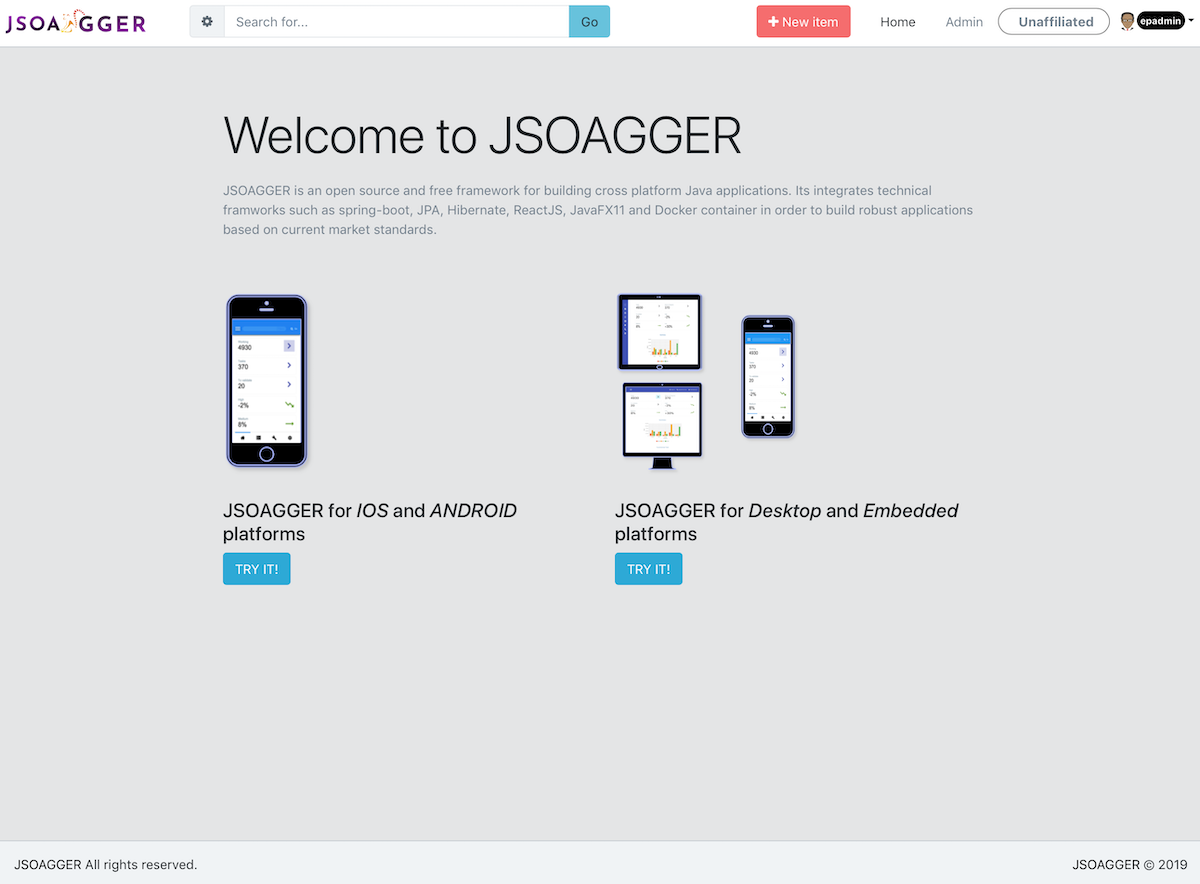 JSOAGGER
Search for...
Go
New item
Home
Admin
Unaffiliated
epadmin
Welcome to JSOAGGER
JSOAGGER is an open source and free framework for building cross platform Java applications. Its integrates technical
framworks such as spring-boot, JPA, Hibernate, ReactJS, JavaFX11 and Docker container in order to build robust applications
based on current market standards.
4930
370
20
-2%
8%
JSOAGGER for IOS and ANDROID
platforms
TRY IT!
JSOAGGER for Desktop and Embedded
platforms
TRY IT!
JSOAGGER All rights reserved.
JSOAGGER © 2019